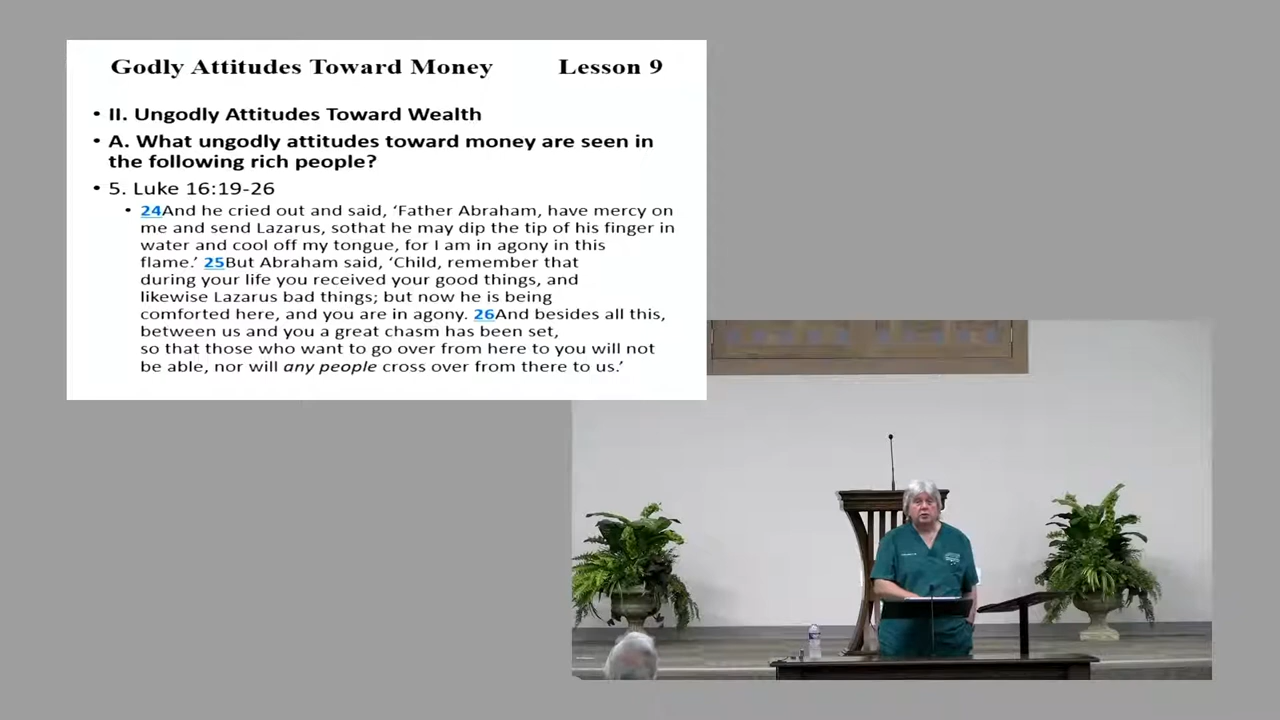 Godly Attitudes Toward Money Lesson 9
• II. Ungodly Attitudes Toward Wealth
• A. What ungodly attitudes toward money are seen in
the following rich people?
• 5. Luke 16:19-26
• 24And he cried out and said, ‘Father Abraham, have mercy on
me and send Lazarus, sothat he may dip the tip of his finger in
water and cool off my tongue, for I am in agony in this
flame.’ 25But Abraham said, ‘Child, remember that
during your life you received your good things, and
likewise Lazarus bad things; but now he is being
comforted here, and you are in agony. 26And besides all this,
between us and you a great chasm has been set,
so that those who want to go over from here to you will not
be able, nor will any people cross over from there to us.’